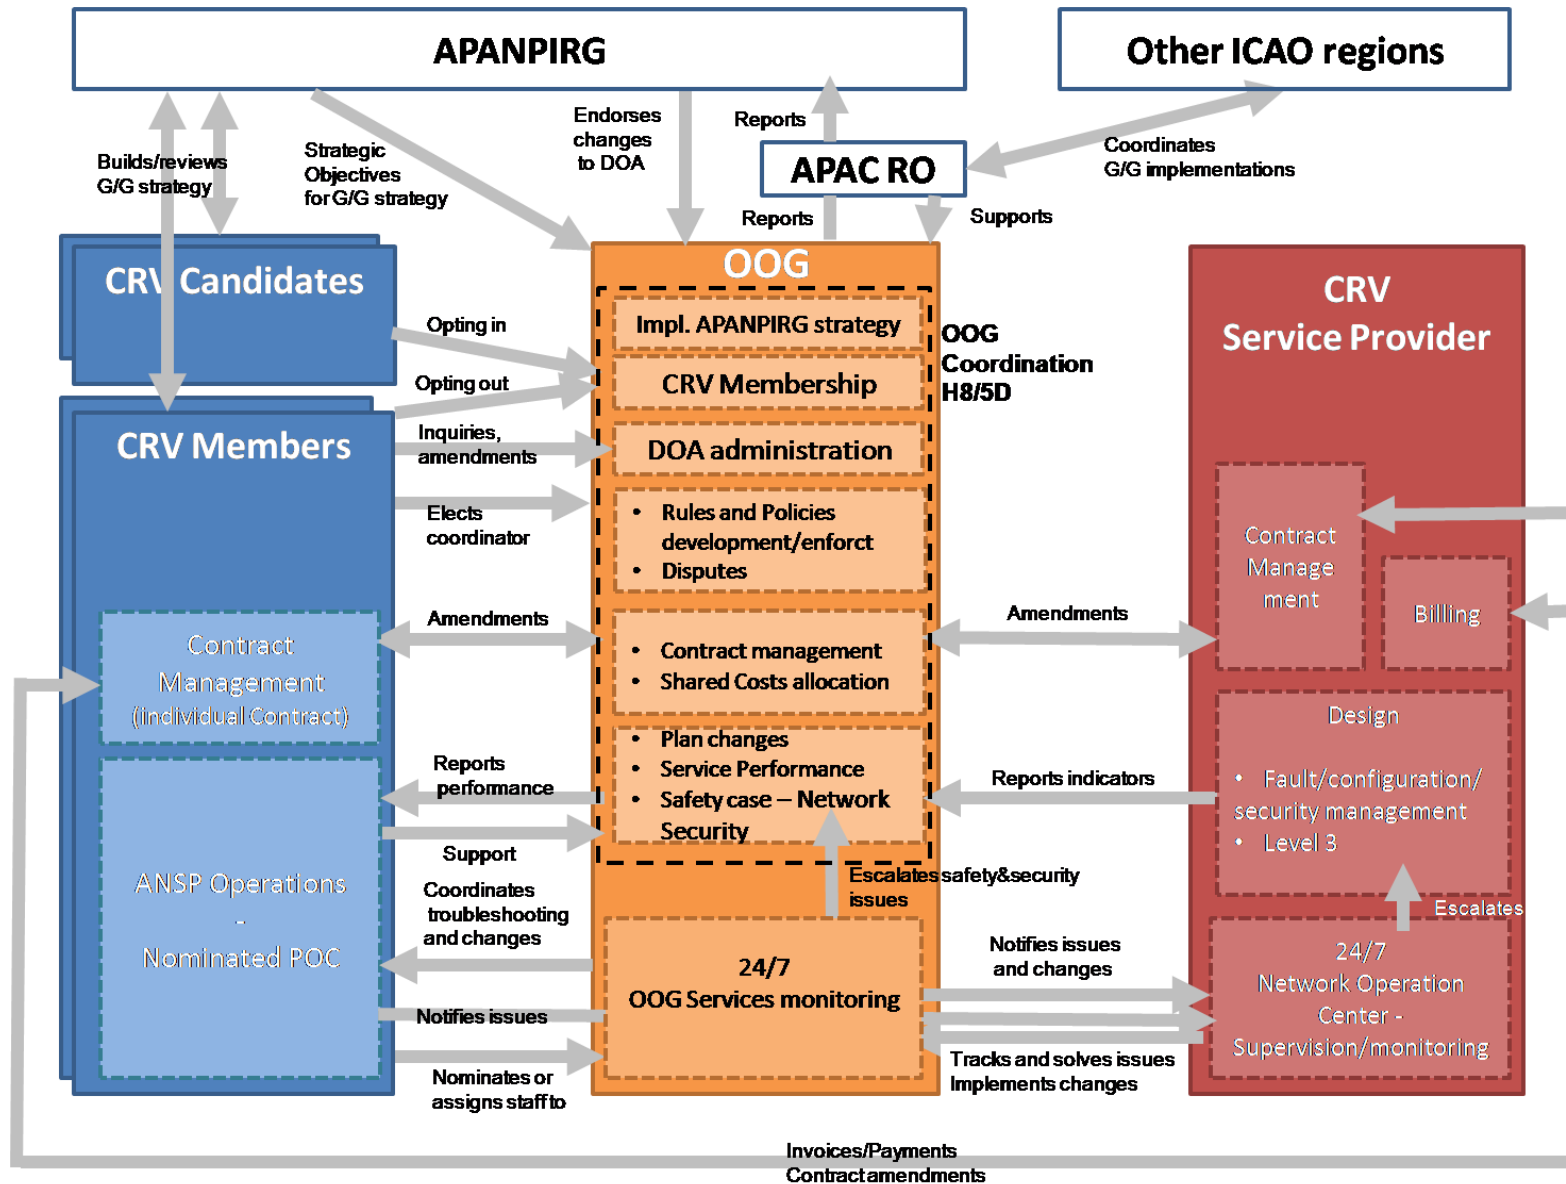 APANPIRG
Other ICAO regions
Builds/reviews
G/G strategy
Strategic
Objectives
for G/G strategy
Endorses
changes
to DOA
Reports
APAC RO
Reports
Supports
Coordinates
G/G implementations
CRV Candidates
CRV Members
Contract
Management
(individual Contract)
ANSP Operations
-
Nominated POC
Opting in
Opting out
Inquiries,
amendments
Elects
coordinator
Amendments
Reports
performance
Support
Coordinates
troubleshooting
and changes
Notifies issues
Nominates or
assigns staff to
OOG
Impl. APANPIRG strategy
CRV Membership
DOA administration
• Rules and Policies
development/enforct
• Disputes
• Contract management
• Shared Costs allocation
• Plan changes
• Service Performance
• Safety case – Network
Security
Escalates safety&security
issues
24/7
OOG Services monitoring
OOG
Coordination
H8/5D
Amendments
Reports indicators
Notifies issues
and changes
Tracks and solves issues
Implements changes
CRV
Service Provider
Contract
Manage
ment
Billing
Design
• Fault/configuration/
security management
• Level 3
Escalates
24/7
Network Operation
Center -
Supervision/monitoring
Invoices/Payments
Contract amendments